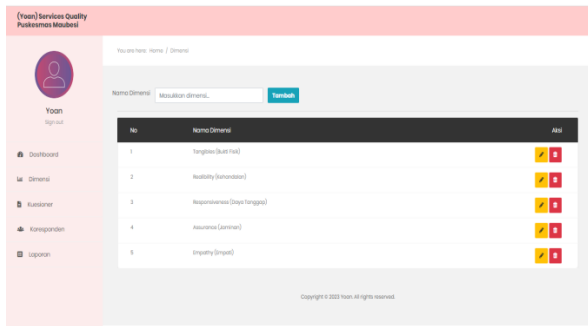 (Yoan) Services Quality
Puskesmas Maubesi
You are here: Home / Dimensi
Yoan
Sign out
Nama Dimensi Masukkan dimensi... Tambah
No Nama Dimensi Aksi
1 Tangibles (Bukti Fisik)
2 Realibility (Kehandalan)
3 Responsiveness (Daya Tanggap)
4 Assurance (Jaminan)
5 Empathy (Empati)
Dashboard
Dimensi
Kuesioner
Koresponden
Laporan
Copyright © 2023 Yoan. All rights reserved.